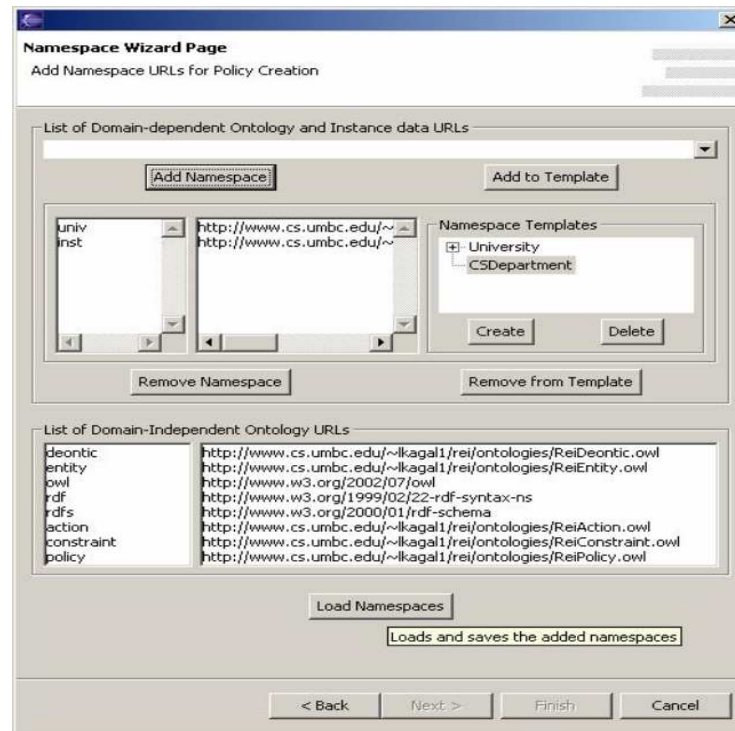 Namespace Wizard Page
Add Namespace URLs for Policy Creation
List of Domain-dependent Ontology and Instance data URLs
Add Namespace
Add to Template
univ
inst
http://www.cs.umbc.edu/~
http://www.cs.umbc.edu/~
Namespace Templates
University
CSDepartment
Create
Delete
Remove Namespace
Remove from Template
List of Domain-Independent Ontology URLs
deontic http://www.cs.umbc.edu/~lkagal1/rei/ontologies/ReiDeontic.owl
entity http://www.cs.umbc.edu/~lkagal1/rei/ontologies/ReiEntity.owl
owl http://www.w3.org/2002/07/owl
rdf http://www.w3.org/1999/02/22-rdf-syntax-ns
rdfs http://www.w3.org/2000/01/rdf-schema
action http://www.cs.umbc.edu/~lkagal1/rei/ontologies/ReiAction.owl
constraint http://www.cs.umbc.edu/~lkagal1/rei/ontologies/ReiConstraint.owl
policy http://www.cs.umbc.edu/~lkagal1/rei/ontologies/ReiPolicy.owl
Load Namespaces
Loads and saves the added namespaces
< Back
Next >
Finish
Cancel